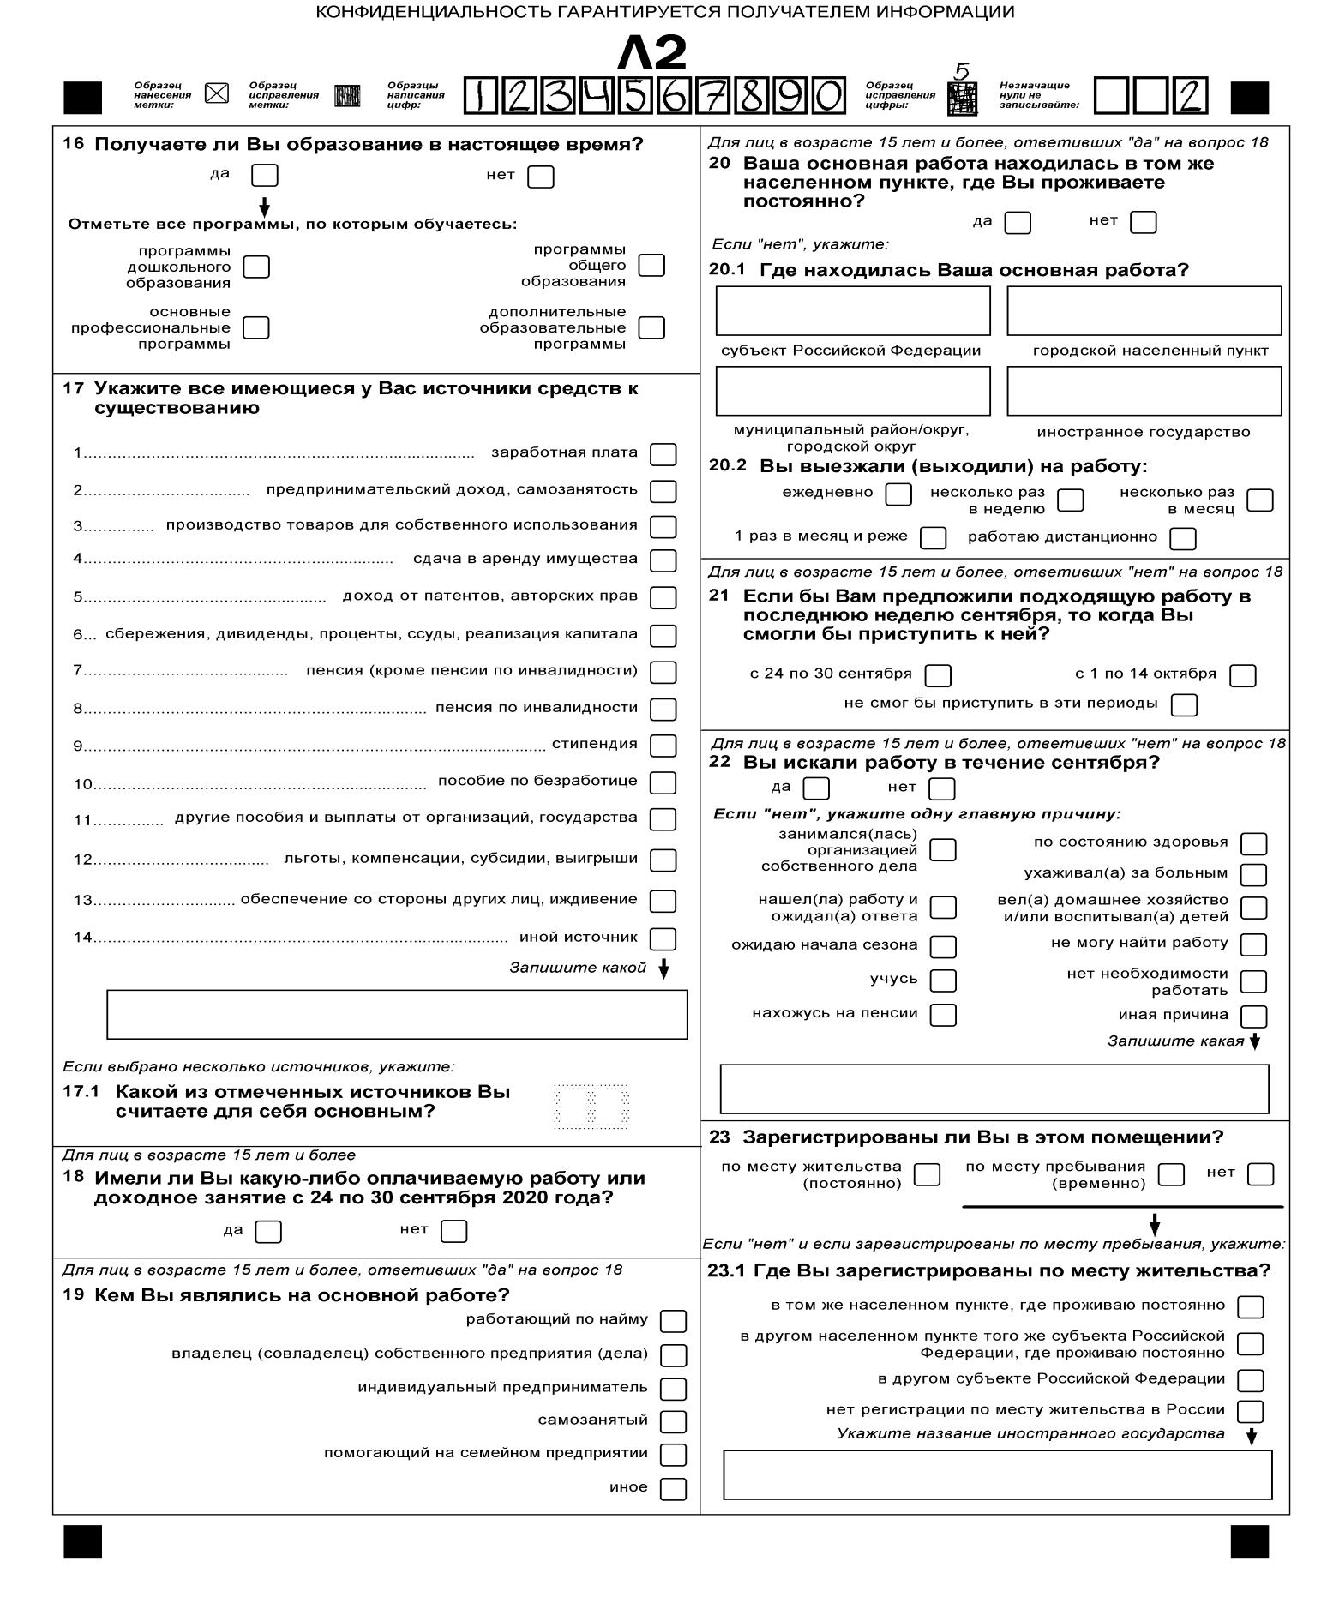 КОНФИДЕНЦИАЛЬНОСТЬ ГАРАНТИРУЕТСЯ ПОЛУЧАТЕЛЕМ ИНФОРМАЦИИ
Л2
Образец нанесения метки:
Образец исправления метки:
Образцы написания цифр:
1 2 3 4 5 6 7 8 9 0
Образец исправления цифры:
5
Незначащие нули не записывайте:
2
16 Получаете ли Вы образование в настоящее время?
да нет
Отметьте все программы, по которым обучаетесь:
программы дошкольного образования
программы общего образования
основные профессиональные программы
дополнительные образовательные программы
17 Укажите все имеющиеся у Вас источники средств к
существованию
1. заработная плата
2. предпринимательский доход, самозанятость
3. производство товаров для собственного использования
4. сдача в аренду имущества
5. доход от патентов, авторских прав
6... сбережения, дивиденды, проценты, ссуды, реализация капитала
7. пенсия (кроме пенсии по инвалидности)
8. пенсия по инвалидности
9. стипендия
10. пособие по безработице
11. другие пособия и выплаты от организаций, государства
12. льготы, компенсации, субсидии, выигрыши
13. обеспечение со стороны других лиц, иждивение
14. иной источник
Запишите какой
Если выбрано несколько источников, укажите:
17.1 Какой из отмеченных источников Вы
считаете для себя основным?
Для лиц в возрасте 15 лет и более
18 Имели ли Вы какую-либо оплачиваемую работу или
доходное занятие с 24 по 30 сентября 2020 года?
да нет
Для лиц в возрасте 15 лет и более, ответивших "да" на вопрос 18
19 Кем Вы являлись на основной работе?
работающий по найму
владелец (совладелец) собственного предприятия (дела)
индивидуальный предприниматель
самозанятый
помогающий на семейном предприятии
иное
Для лиц в возрасте 15 лет и более, ответивших "да" на вопрос 18
20 Ваша основная работа находилась в том же
населенном пункте, где Вы проживаете
постоянно?
да нет
Если "нет", укажите:
20.1 Где находилась Ваша основная работа?
субъект Российской Федерации
городской населенный пункт
муниципальный район/округ,
городской округ
иностранное государство
20.2 Вы выезжали (выходили) на работу:
ежедневно
несколько раз в неделю
несколько раз в месяц
1 раз в месяц и реже
работаю дистанционно
Для лиц в возрасте 15 лет и более, ответивших "нет" на вопрос 18
21 Если бы Вам предложили подходящую работу в
последнюю неделю сентября, то когда Вы
смогли бы приступить к ней?
с 24 по 30 сентября
с 1 по 14 октября
не смог бы приступить в эти периоды
Для лиц в возрасте 15 лет и более, ответивших "нет" на вопрос 18
22 Вы искали работу в течение сентября?
да нет
Если "нет", укажите одну главную причину:
занимался(лась) организацией собственного дела
по состоянию здоровья
ухаживал(а) за больным
нашел(ла) работу и ожидал(а) ответа
вел(а) домашнее хозяйство и/или воспитывал(а) детей
ожидаю начала сезона
не могу найти работу
учусь
нет необходимости работать
нахожусь на пенсии
иная причина
Запишите какая
23 Зарегистрированы ли Вы в этом помещении?
по месту жительства (постоянно)
по месту пребывания (временно)
нет
Если "нет" и если зарегистрированы по месту пребывания, укажите:
23.1 Где Вы зарегистрированы по месту жительства?
в том же населенном пункте, где проживаю постоянно
в другом населенном пункте того же субъекта Российской
Федерации, где проживаю постоянно
в другом субъекте Российской Федерации
нет регистрации по месту жительства в России
Укажите название иностранного государства